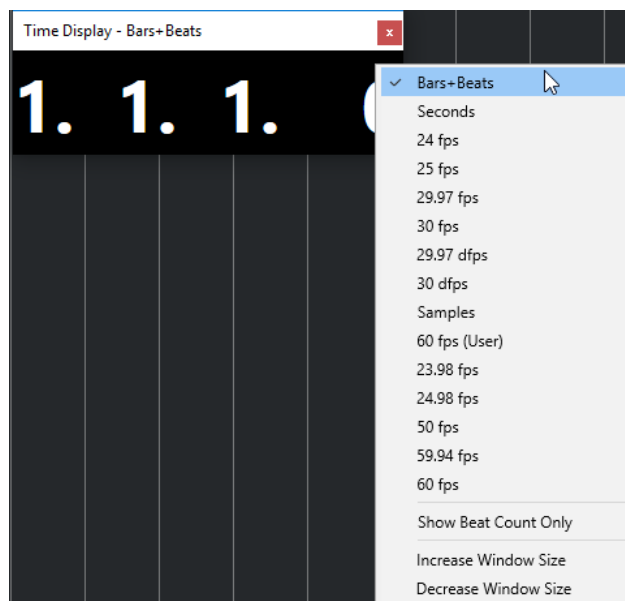 Time Display - Bars+Beats
x
1. 1. 1.
Bars+Beats
Seconds
24 fps
25 fps
29.97 fps
30 fps
29.97 dfps
30 dfps
Samples
60 fps (User)
23.98 fps
24.98 fps
50 fps
59.94 fps
60 fps
Show Beat Count Only
Increase Window Size
Decrease Window Size